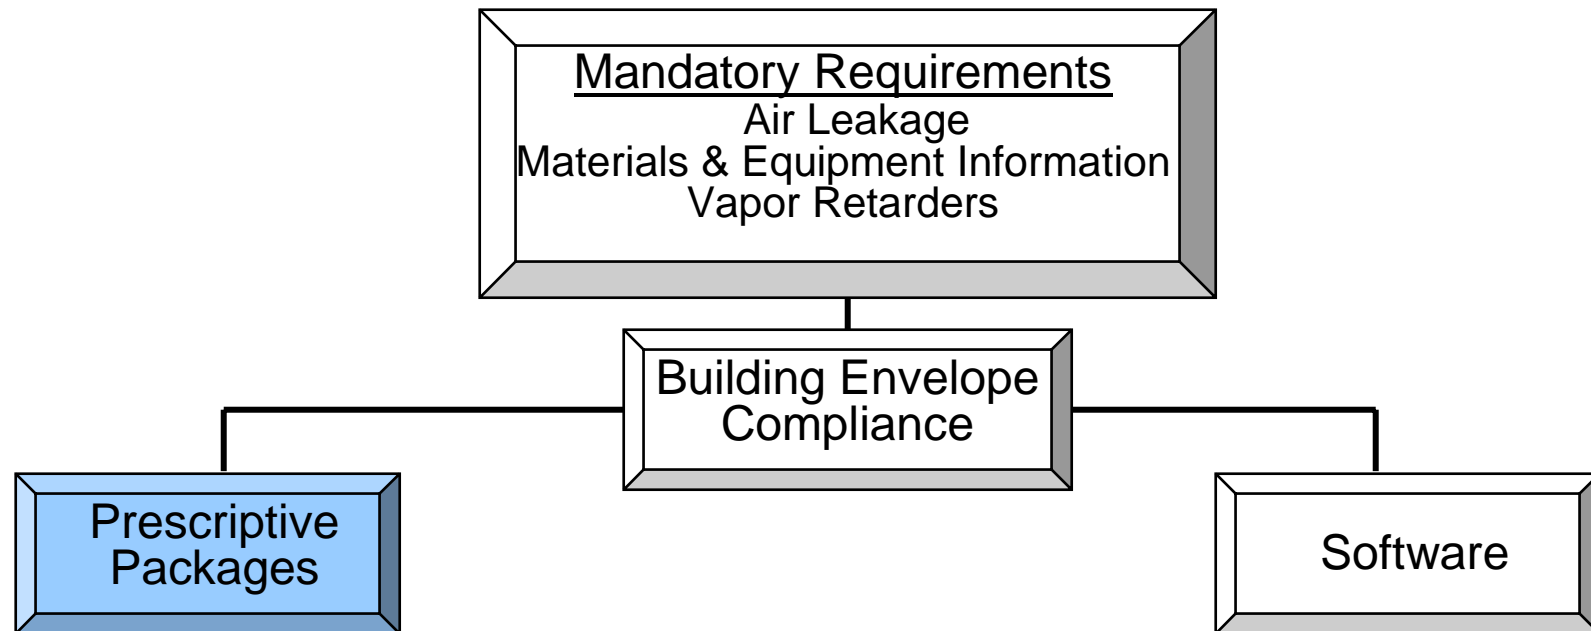 Mandatory Requirements
Air Leakage
Materials & Equipment Information
Vapor Retarders
Building Envelope
Compliance
Prescriptive
Packages
Software